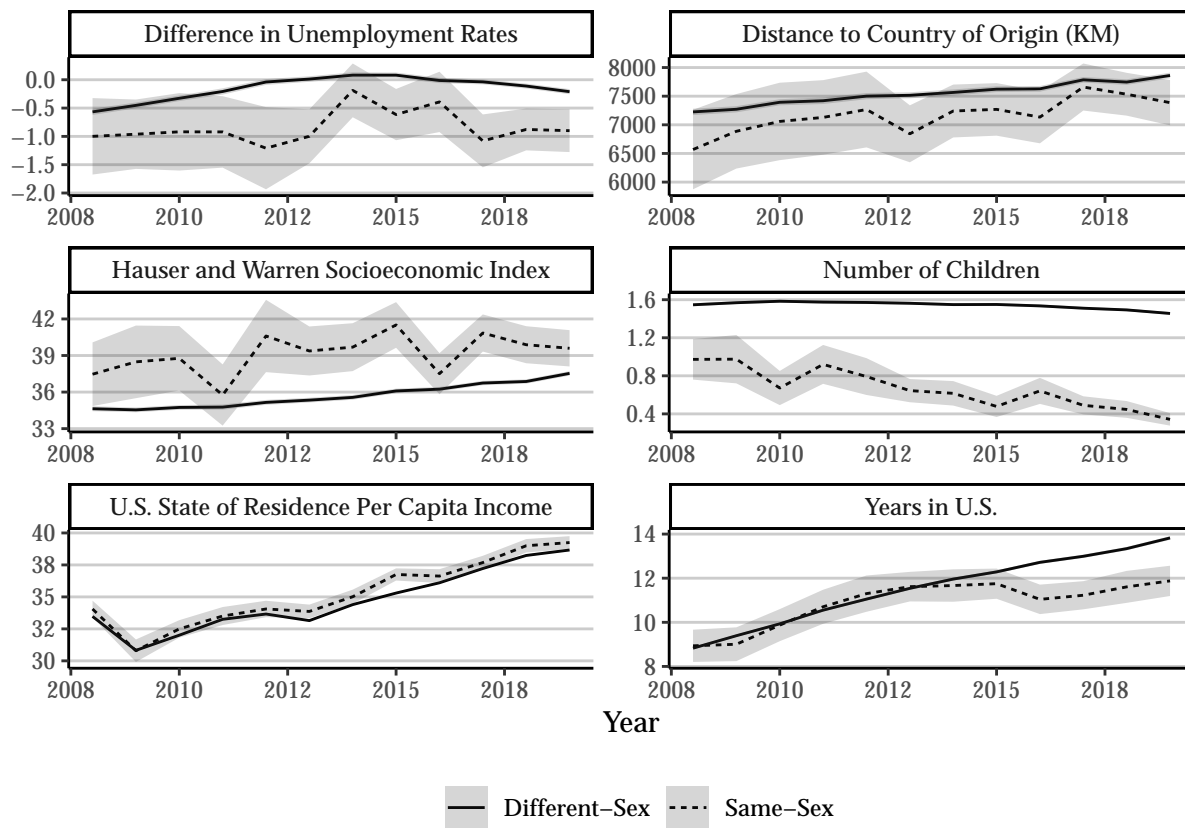 Difference in Unemployment Rates
0.0
−0.5
−1.0
−1.5
−2.0
2008 2010 2012 2015 2018
Distance to Country of Origin (KM)
8000
7500
7000
6500
6000
2008 2010 2012 2015 2018
Hauser and Warren Socioeconomic Index
42
39
36
33
2008 2010 2012 2015 2018
Number of Children
1.6
1.2
0.8
0.4
2008 2010 2012 2015 2018
U.S. State of Residence Per Capita Income
40
38
35
32
30
2008 2010 2012 2015 2018
Years in U.S.
14
12
10
8
2008 2010 2012 2015 2018
Year
Different−Sex Same−Sex